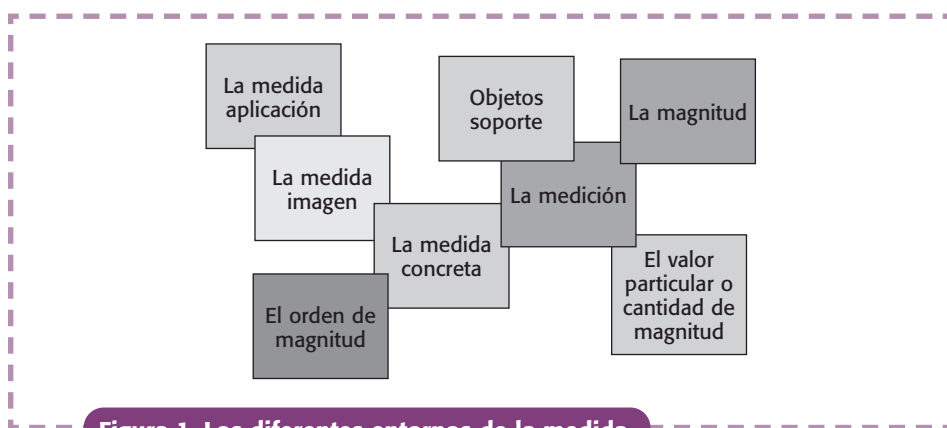 La medida
aplicación
Objetos
soporte
La magnitud
La medida
imagen
La medición
La medida
concreta
El valor
particular o
cantidad de
magnitud
El orden de
magnitud
Figura 1. Los diferentes entornos de la medida